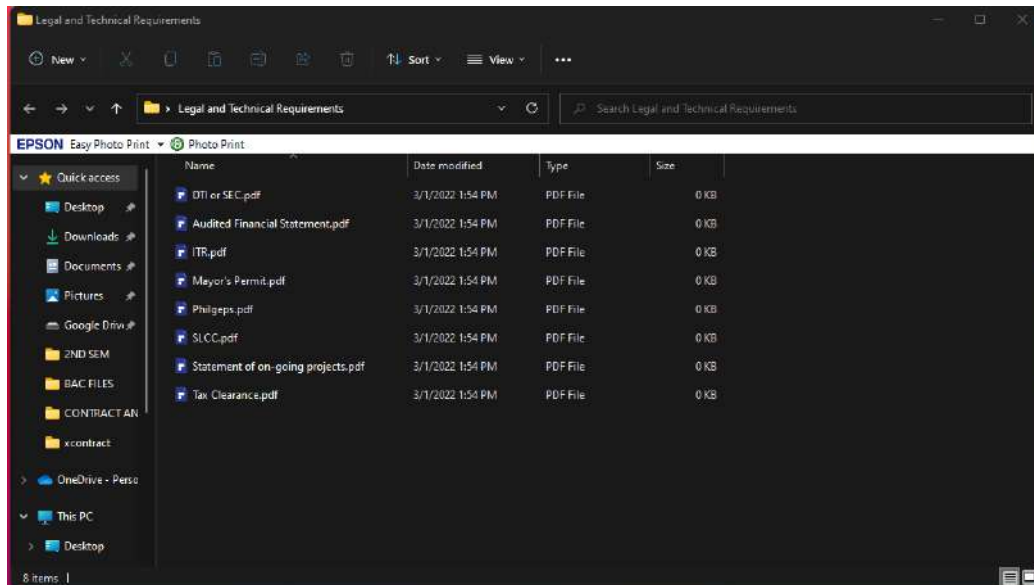 Legal and Technical Requirements
New Sort View •••
Legal and Technical Requirements Search Legal and Technical Requirements
EPSON Easy Photo Print Photo Print
Name Date modified Type Size
Quick access
Desktop
Downloads
Documents
Pictures
Google Driv
2ND SEM
BAC FILES
CONTRACT AN
xcontract
OneDrive - Perso
This PC
Desktop
DTI or SEC.pdf 3/1/2022 1:54 PM PDF File 0 KB
Audited Financial Statement.pdf 3/1/2022 1:54 PM PDF File 0 KB
ITR.pdf 3/1/2022 1:54 PM PDF File 0 KB
Mayor's Permit.pdf 3/1/2022 1:54 PM PDF File 0 KB
Philgeps.pdf 3/1/2022 1:54 PM PDF File 0 KB
SLCC.pdf 3/1/2022 1:54 PM PDF File 0 KB
Statement of on-going projects.pdf 3/1/2022 1:54 PM PDF File 0 KB
Tax Clearance.pdf 3/1/2022 1:54 PM PDF File 0 KB
8 items